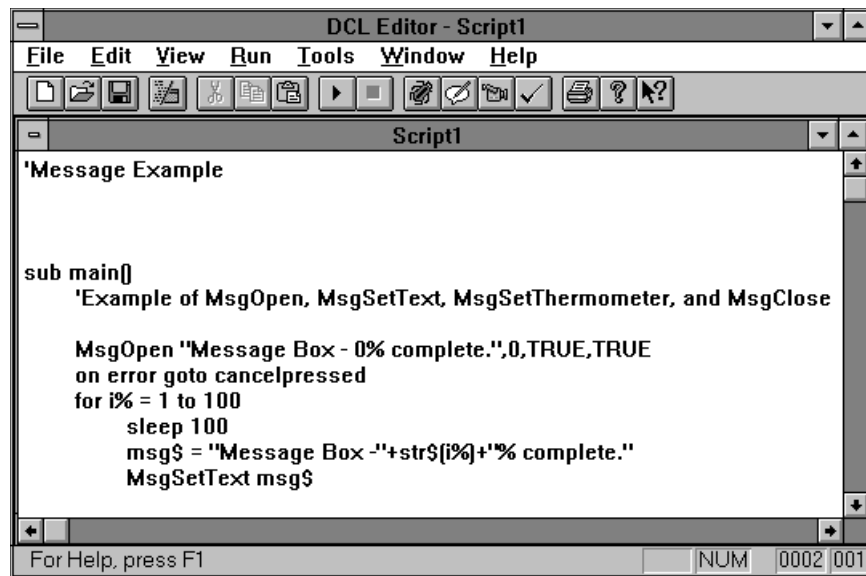 DCL Editor - Script1
File Edit View Run Tools Window Help
Script1
'Message Example
sub main()
'Example of MsgOpen, MsgSetText, MsgSetThermometer, and MsgClose
MsgOpen "Message Box - 0% complete.",0,TRUE,TRUE
on error goto cancelpressed
for i% = 1 to 100
sleep 100
msg$ = "Message Box -"+str$(i%)+"% complete."
MsgSetText msg$
For Help, press F1
NUM 0002 001